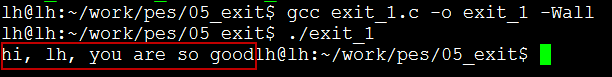 lh@lh:~/work/pes/05_exit$ gcc exit_1.c -o exit_1 -Wall
lh@lh:~/work/pes/05_exit$ ./exit_1
hi, lh, you are so goodlh@lh:~/work/pes/05_exit$